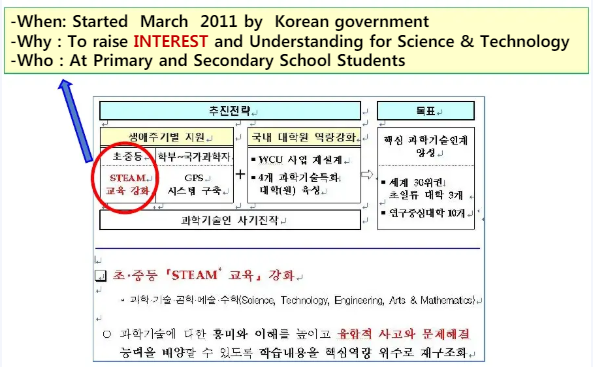 -When: Started March 2011 by Korean government
-Why : To raise INTEREST and Understanding for Science & Technology
-Who : At Primary and Secondary School Students
추진전략 목표
생애주기별 지원 국내 대학원 역량강화 핵심 과학기술인재
양성
초·중등 학부~국가과학자
STEAM
교육 강화
GPS
시스템 구축
+
▪ WCU 사업 재설계
▪ 4개 과학기술특화
대학(원) 육성
▪ 세계 30위권
초일류 대학 3개
▪ 연구중심대학 10개
과학기술인 사기진작
초·중등 「STEAM* 교육」 강화
* 과학·기술·공학·예술·수학(Science, Technology, Engineering, Arts & Mathematics)
○ 과학기술에 대한 흥미와 이해를 높이고 융합적 사고와 문제해결
능력을 배양할 수 있도록 학습내용을 핵심역량 위주로 재구조화